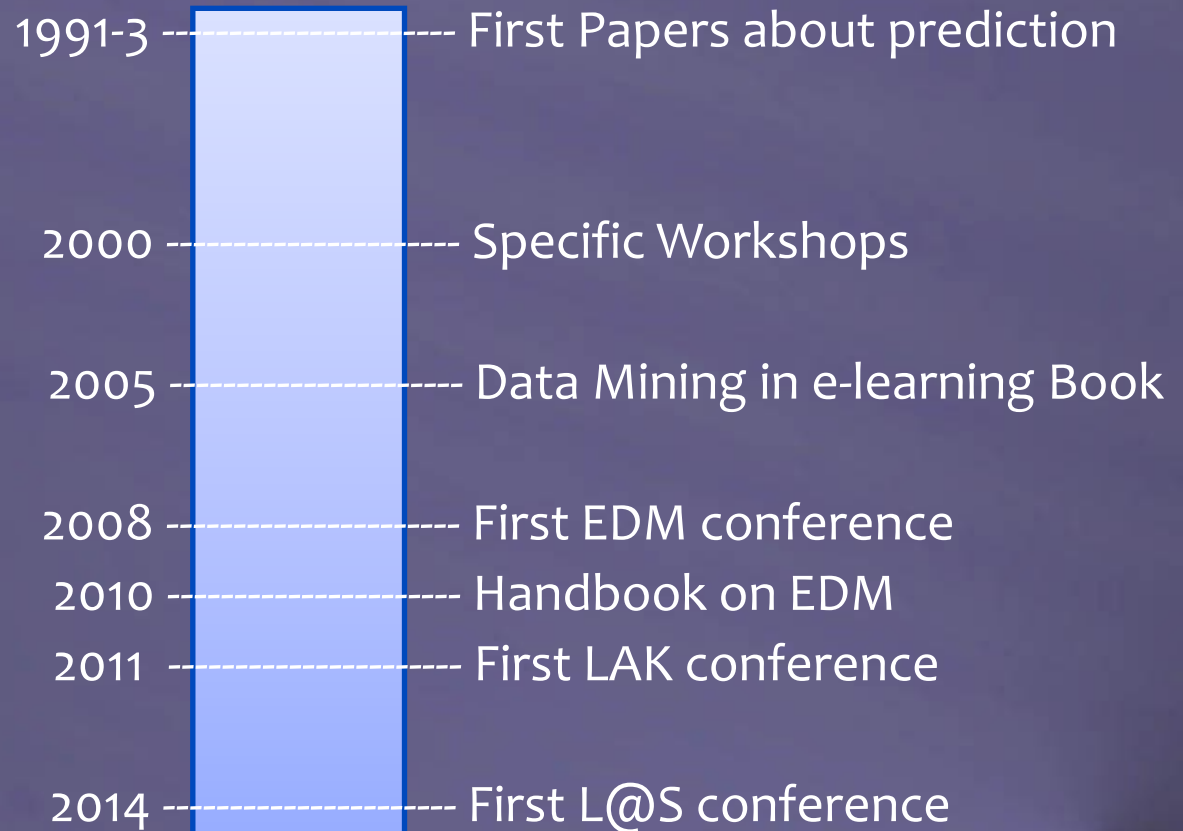 1991-3 First Papers about prediction
2000 Specific Workshops
2005 Data Mining in e-learning Book
2008 First EDM conference
2010 Handbook on EDM
2011 First LAK conference
2014 First L@S conference